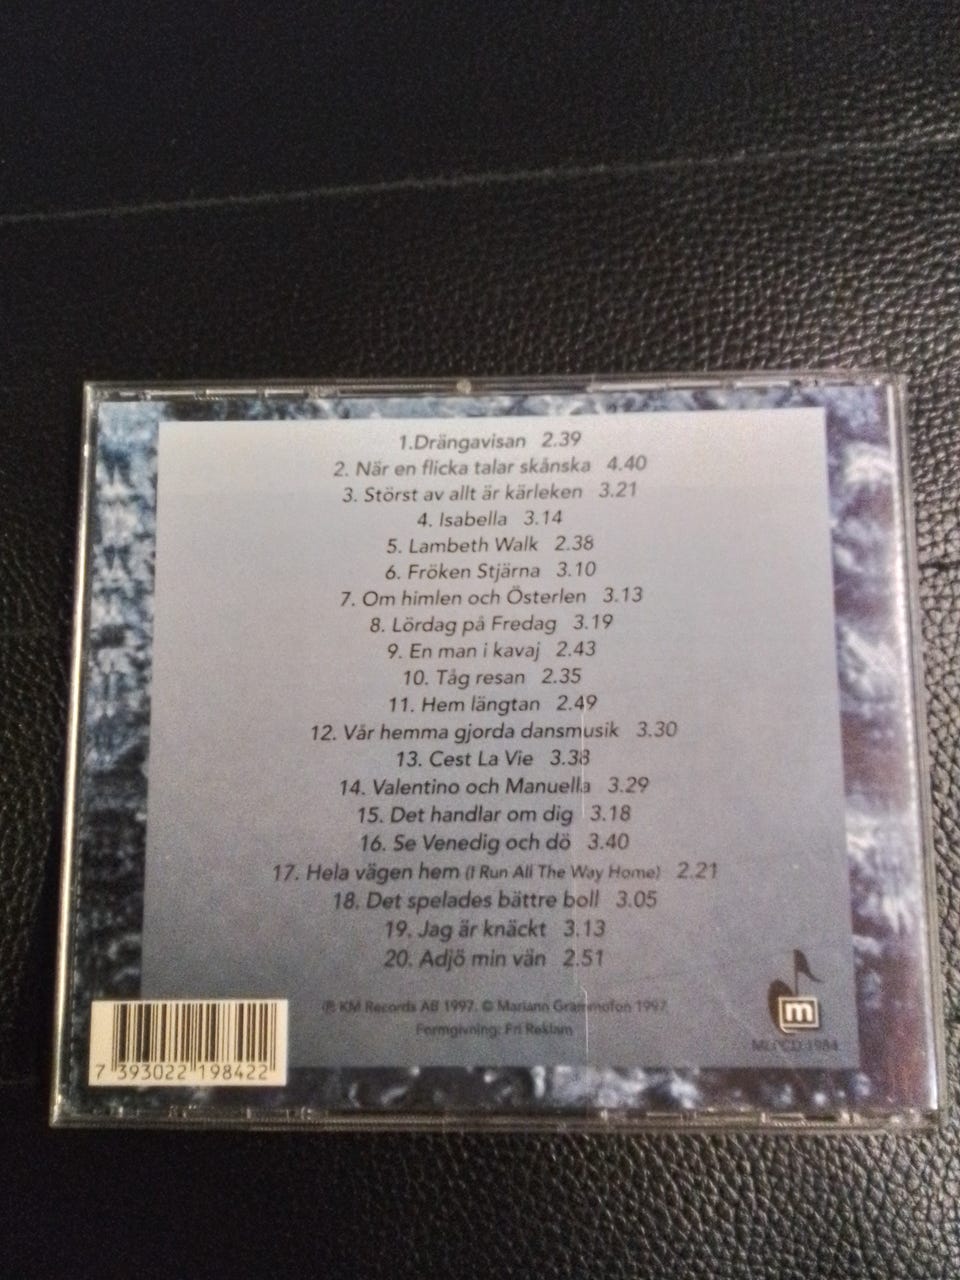 1.Drängavisan 2.39
2. När en flicka talar skånska 4.40
3. Störst av allt är kärleken 3.21
4. Isabella 3.14
5. Lambeth Walk 2.38
6. Fröken Stjärna 3.10
7. Om himlen och Österlen 3.13
8. Lördag på Fredag 3.19
9. En man i kavaj 2.43
10. Tåg resan 2.35
11. Hem längtan 2.49
12. Vår hemma gjorda dansmusik 3.30
13. Cest La Vie 3.38
14. Valentino och Manuella 3.29
15. Det handlar om dig 3.18
16. Se Venedig och dö 3.40
17. Hela vägen hem (I Run All The Way Home) 2.21
18. Det spelades bättre boll 3.05
19. Jag är knäckt 3.13
20. Adjö min vän 2.51
℗ KM Records AB 1997. © Mariann Grammofon 1997
Formgivning: Fri Reklam
m
MLPCD 1984
7 393022 198422